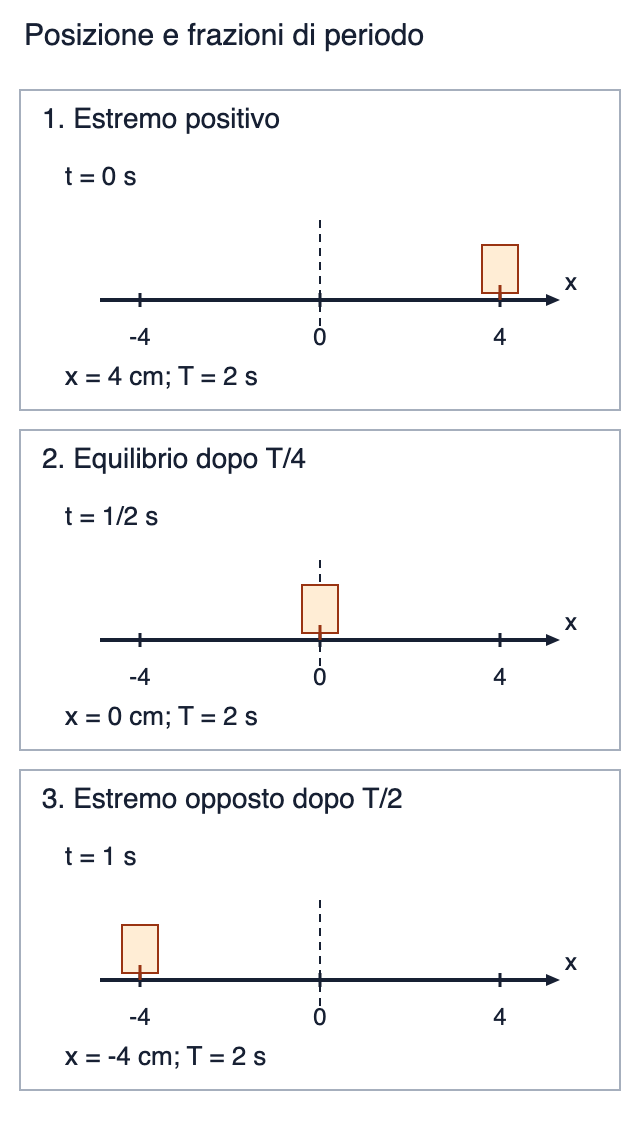 Posizione e frazioni di periodo
1. Estremo positivo
t = 0 s
x
-4 0 4
x = 4 cm; T = 2 s
2. Equilibrio dopo T/4
t = 1/2 s
x
-4 0 4
x = 0 cm; T = 2 s
3. Estremo opposto dopo T/2
t = 1 s
x
-4 0 4
x = -4 cm; T = 2 s